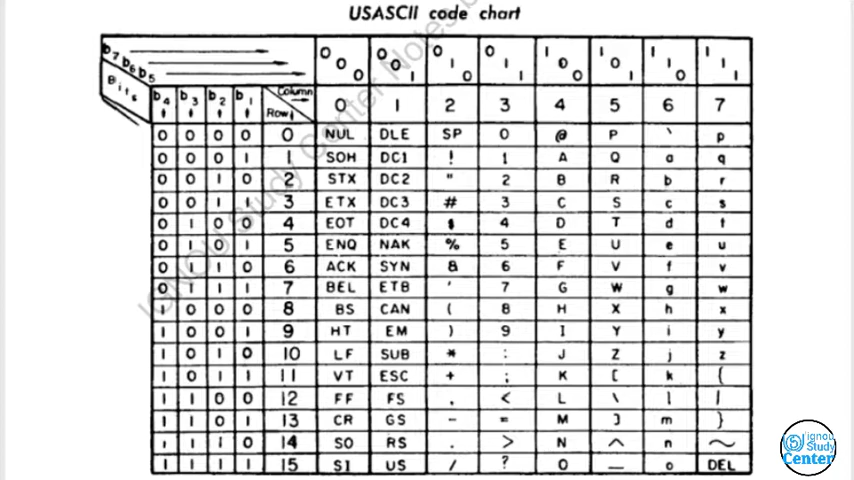 USASCII code chart
b7 b6 b5
Bits
0 0 0
0 0 1
0 1 0
0 1 1
1 0 0
1 0 1
1 1 0
1 1 1
b4 b3 b2 b1 Column Row 0 1 2 3 4 5 6 7
0 0 0 0 0 NUL DLE SP 0 @ P ` p
0 0 0 1 1 SOH DC1 ! 1 A Q a q
0 0 1 0 2 STX DC2 " 2 B R b r
0 0 1 1 3 ETX DC3 # 3 C S c s
0 1 0 0 4 EOT DC4 $ 4 D T d t
0 1 0 1 5 ENQ NAK % 5 E U e u
0 1 1 0 6 ACK SYN & 6 F V f v
0 1 1 1 7 BEL ETB ' 7 G W g w
1 0 0 0 8 BS CAN ( 8 H X h x
1 0 0 1 9 HT EM ) 9 I Y i y
1 0 1 0 10 LF SUB * : J Z j z
1 0 1 1 11 VT ESC + ; K [ k {
1 1 0 0 12 FF FS , < L \ l |
1 1 0 1 13 CR GS - = M ] m }
1 1 1 0 14 SO RS . > N ^ n ~
1 1 1 1 15 SI US / ? O _ o DEL
IGNOU Study Center Notes
ignou
Study
Center